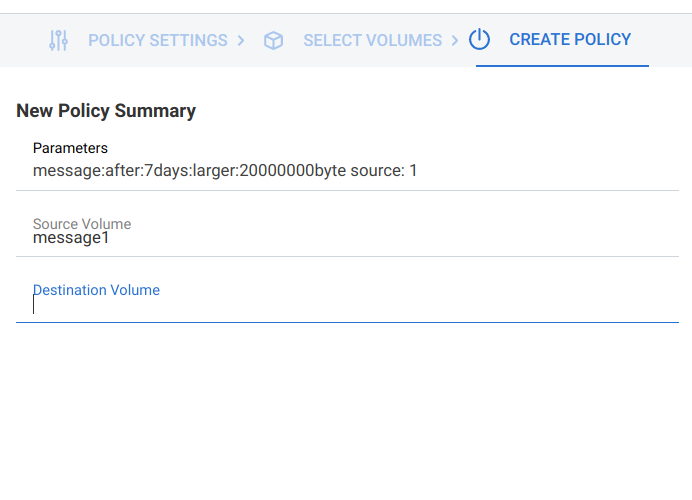 POLICY SETTINGS > SELECT VOLUMES > CREATE POLICY
New Policy Summary
Parameters
message:after:7days:larger:20000000byte source: 1
Source Volume
message1
Destination Volume